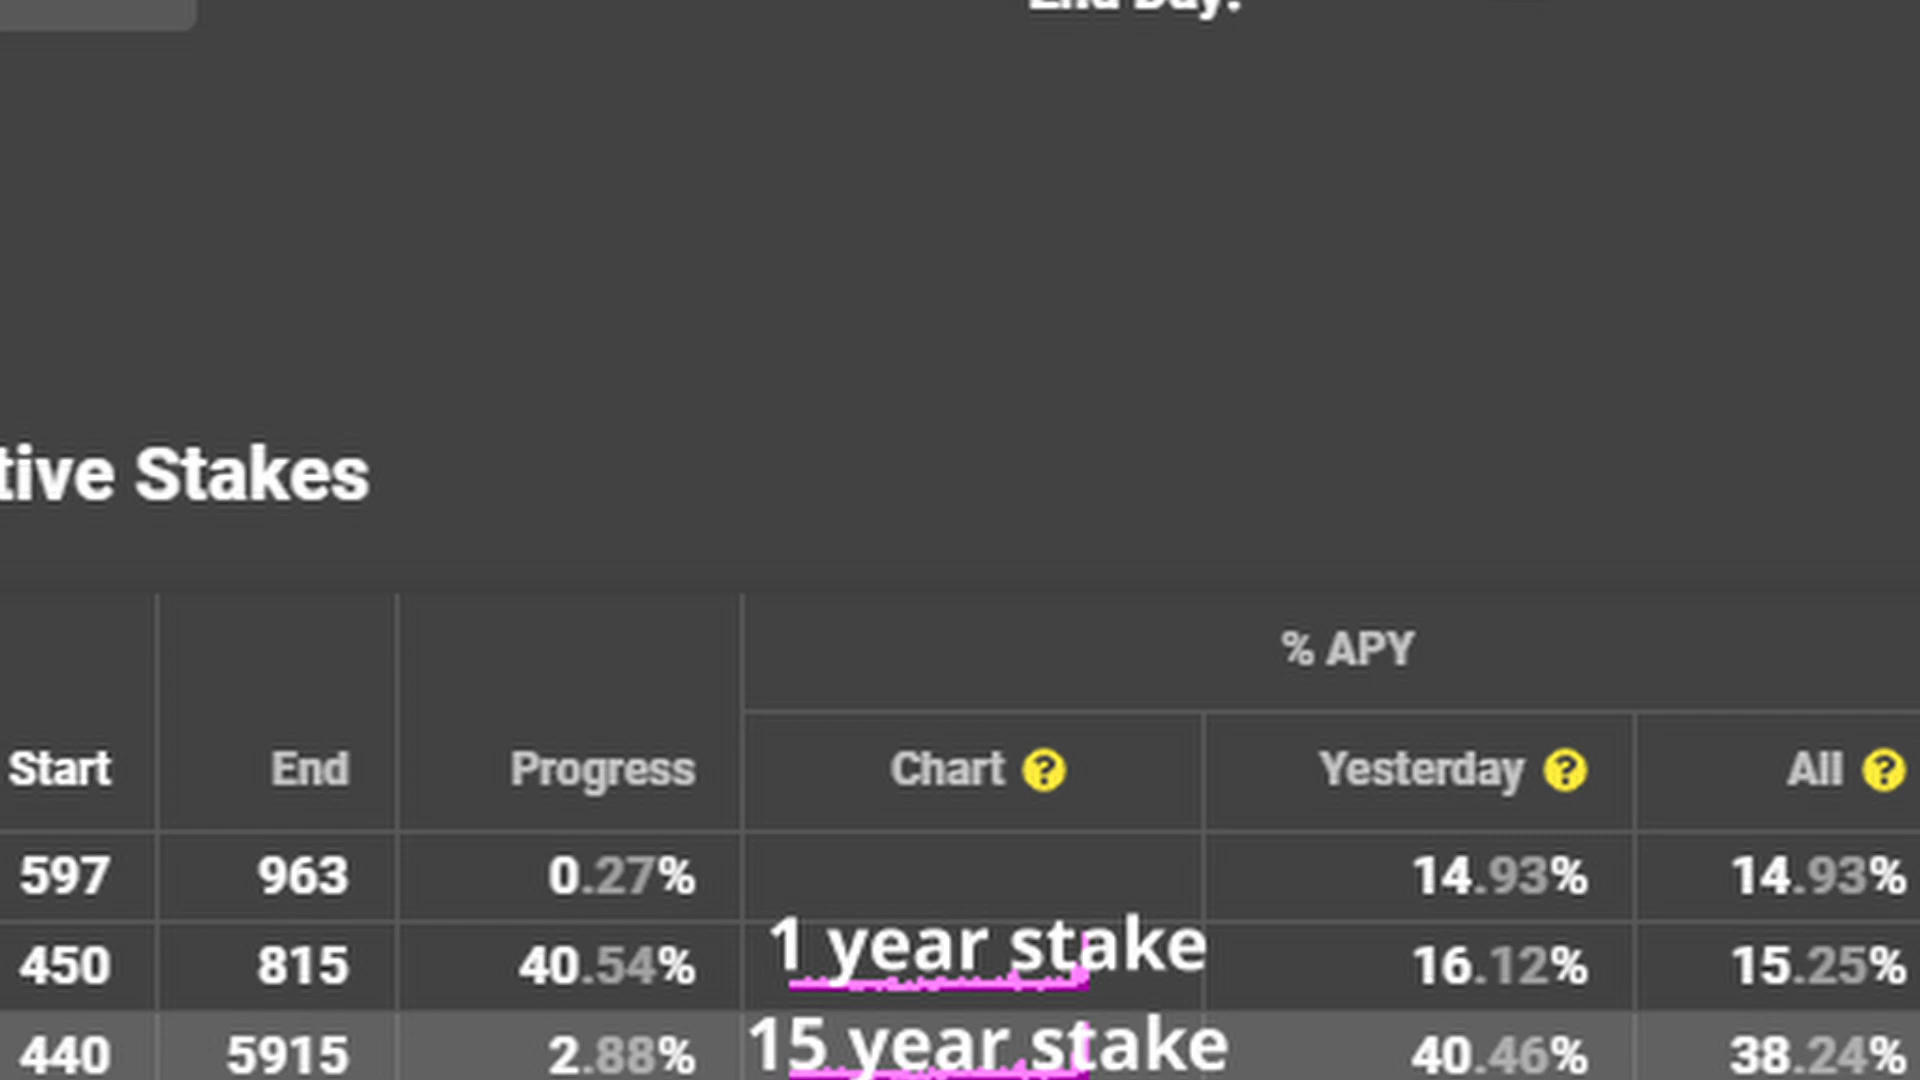 End Day:
tive Stakes
% APY
Start End Progress Chart ? Yesterday ? All ?
597 963 0.27% 14.93% 14.93%
450 815 40.54% 1 year stake 16.12% 15.25%
440 5915 2.88% 15 year stake 40.46% 38.24%